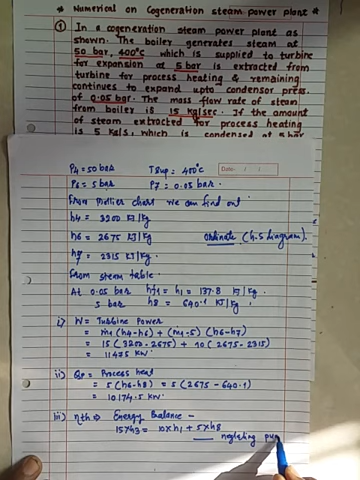 * Numerical on Cogeneration steam power plant *
① In a cogeneration steam power plant as
shown. The boiler generates steam at
50 bar, 400°c which is supplied to turbine
for expansion at 5 bar is extracted from
turbine for process heating & remaining
continues to expand upto condensor press.
of 0.05 bar. The mass flow rate of steam
from boiler is 15 kg/sec. If the amount
of steam extracted for process heating
is 5 kg/s, which is condensed at 5 bar
Date- / /
P4 = 50 bar Tsup = 400°c
P6 = 5 bar P7 = 0.05 bar.
From Mollier chart we can find out
h4 = 3200 KJ/Kg
h6 = 2675 KJ/Kg (h-s diagram).
h7 = 2315 KJ/Kg.
From steam table.
At 0.05 bar hf1 = h1 = 137.8 KJ/Kg.
5 bar h8 = 640.1 KJ/Kg.
i) W = Turbine Power
= m1 (h4-h6) + (m1-5) (h6-h7)
= 15 (3200-2675) + 10 (2675-2315)
= 11475 KW.
ii) Qp = Process heat
= 5 (h6-h8) = 5 (2675 - 640.1)
= 10174.5 KW.
iii) ηth ⇒ Energy Balance -
15×h3 = 10×h1 + 5×h8
neglating